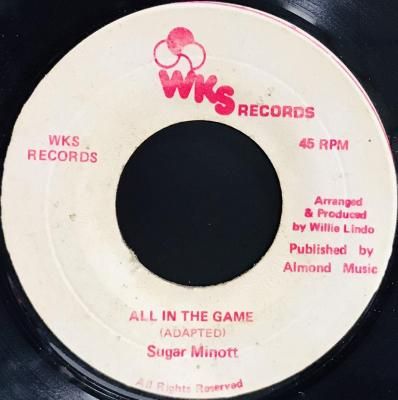 WKS RECORDS
WKS
RECORDS
45 RPM
Arranged
& Produced
by Willie Lindo
Published by
Almond Music
ALL IN THE GAME
(ADAPTED)
Sugar Minott
All Rights Reserved